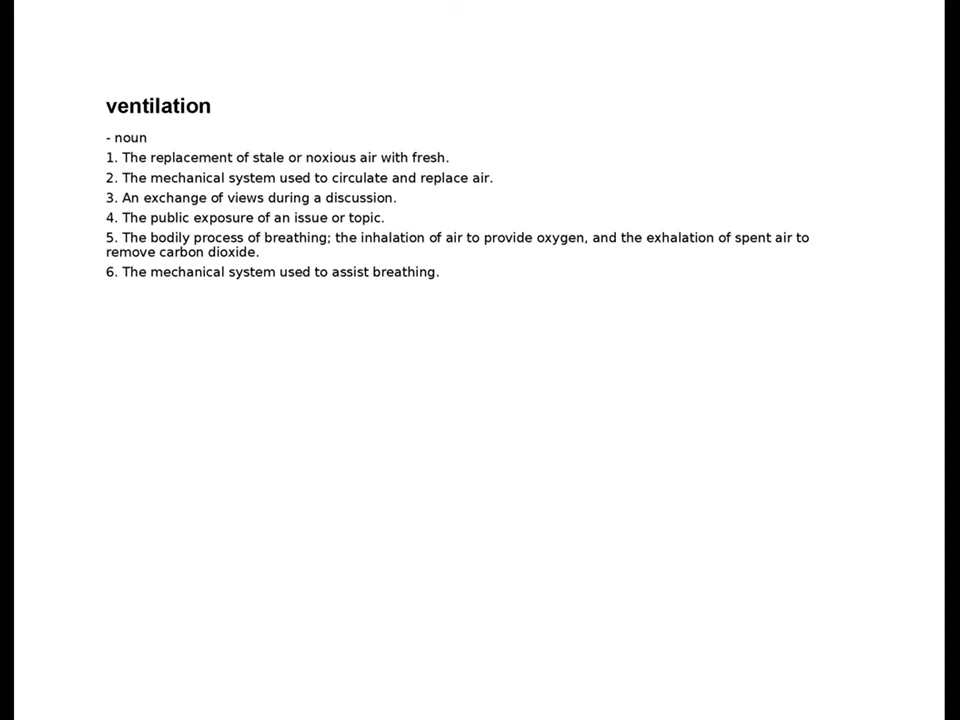 ventilation
- noun
1. The replacement of stale or noxious air with fresh.
2. The mechanical system used to circulate and replace air.
3. An exchange of views during a discussion.
4. The public exposure of an issue or topic.
5. The bodily process of breathing; the inhalation of air to provide oxygen, and the exhalation of spent air to
remove carbon dioxide.
6. The mechanical system used to assist breathing.